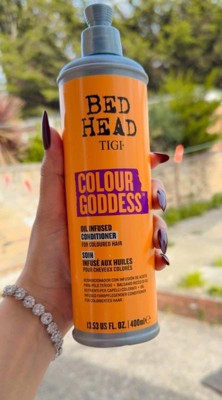 BED
HEAD
TIGI®
COLOUR
GODDESS™
OIL INFUSED
CONDITIONER
FOR COLOURED HAIR
SOIN
INFUSÉ AUX HUILES
POUR CHEVEUX COLORÉS
13.53 US FL. OZ. | 400ml ℮